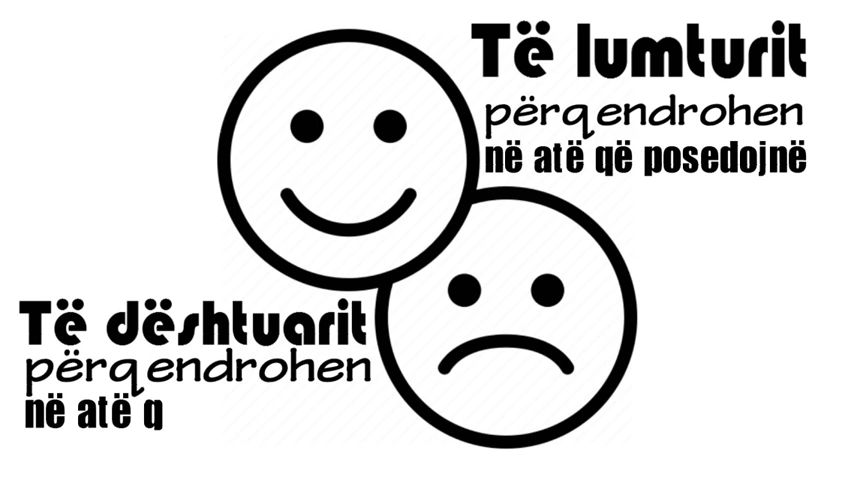 Të lumturit
përqendrohen
në atë që posedojnë
Të dështuarit
përqendrohen
në atë q